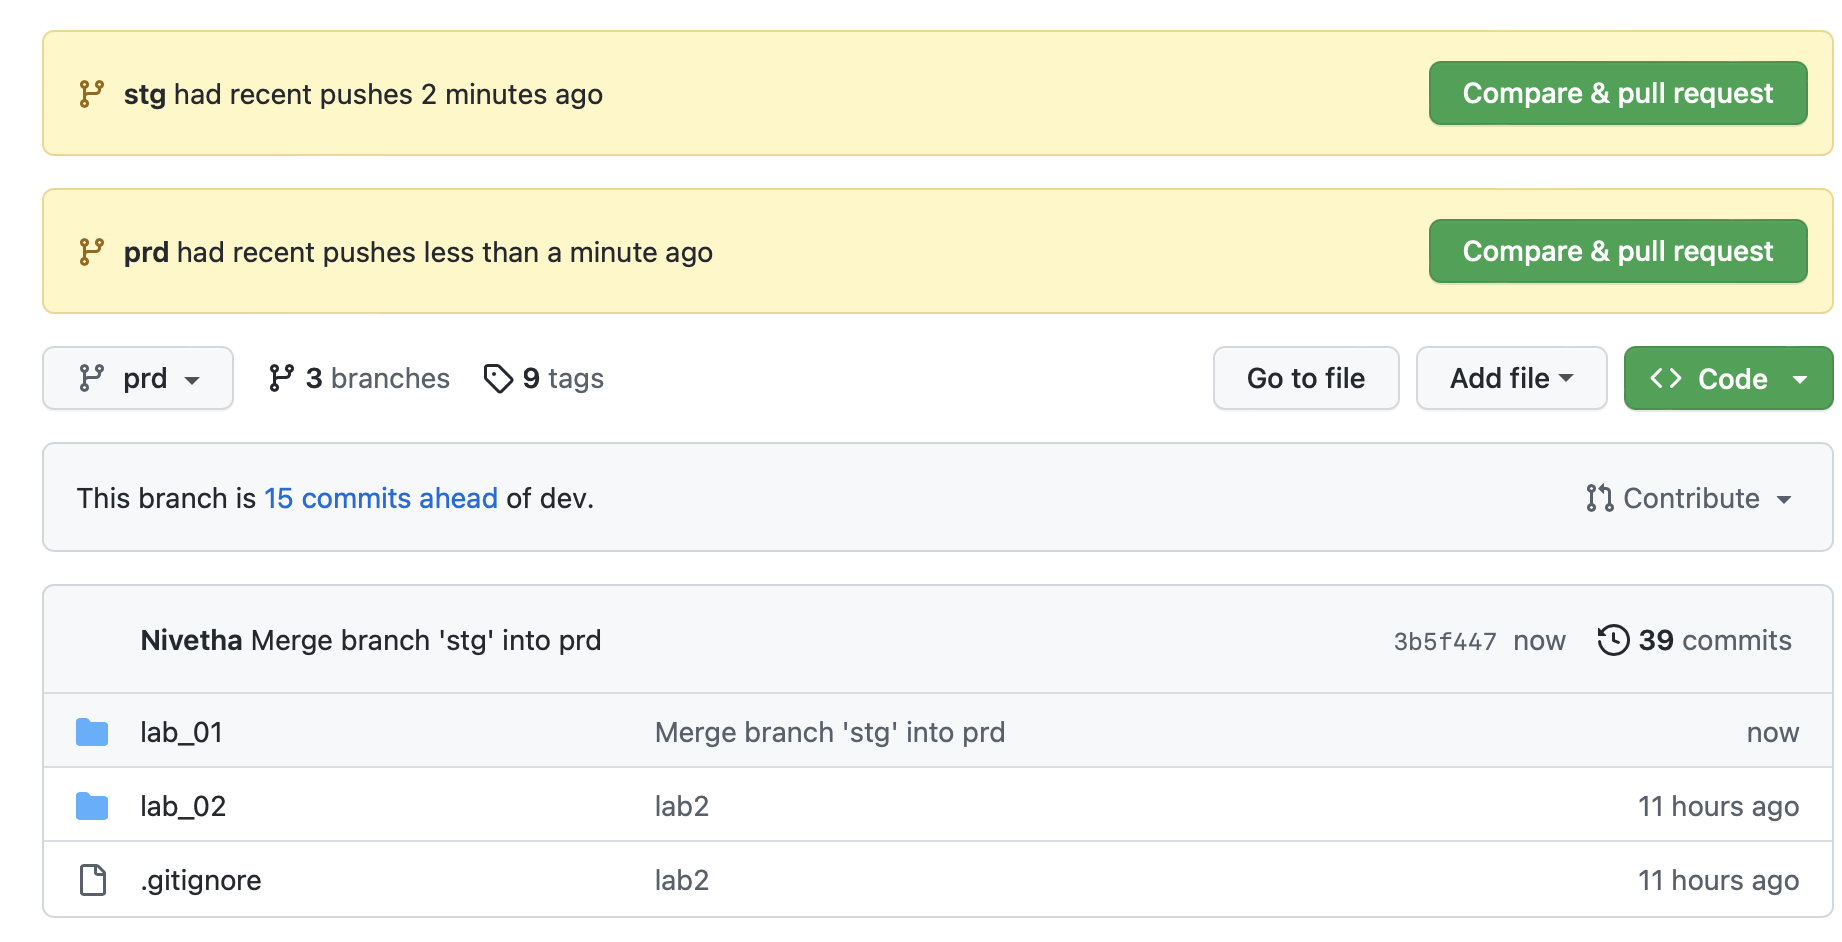 stg had recent pushes 2 minutes ago Compare & pull request
prd had recent pushes less than a minute ago Compare & pull request
prd 3 branches 9 tags Go to file Add file Code
This branch is 15 commits ahead of dev. Contribute
Nivetha Merge branch 'stg' into prd 3b5f447 now 39 commits
lab_01 Merge branch 'stg' into prd now
lab_02 lab2 11 hours ago
.gitignore lab2 11 hours ago